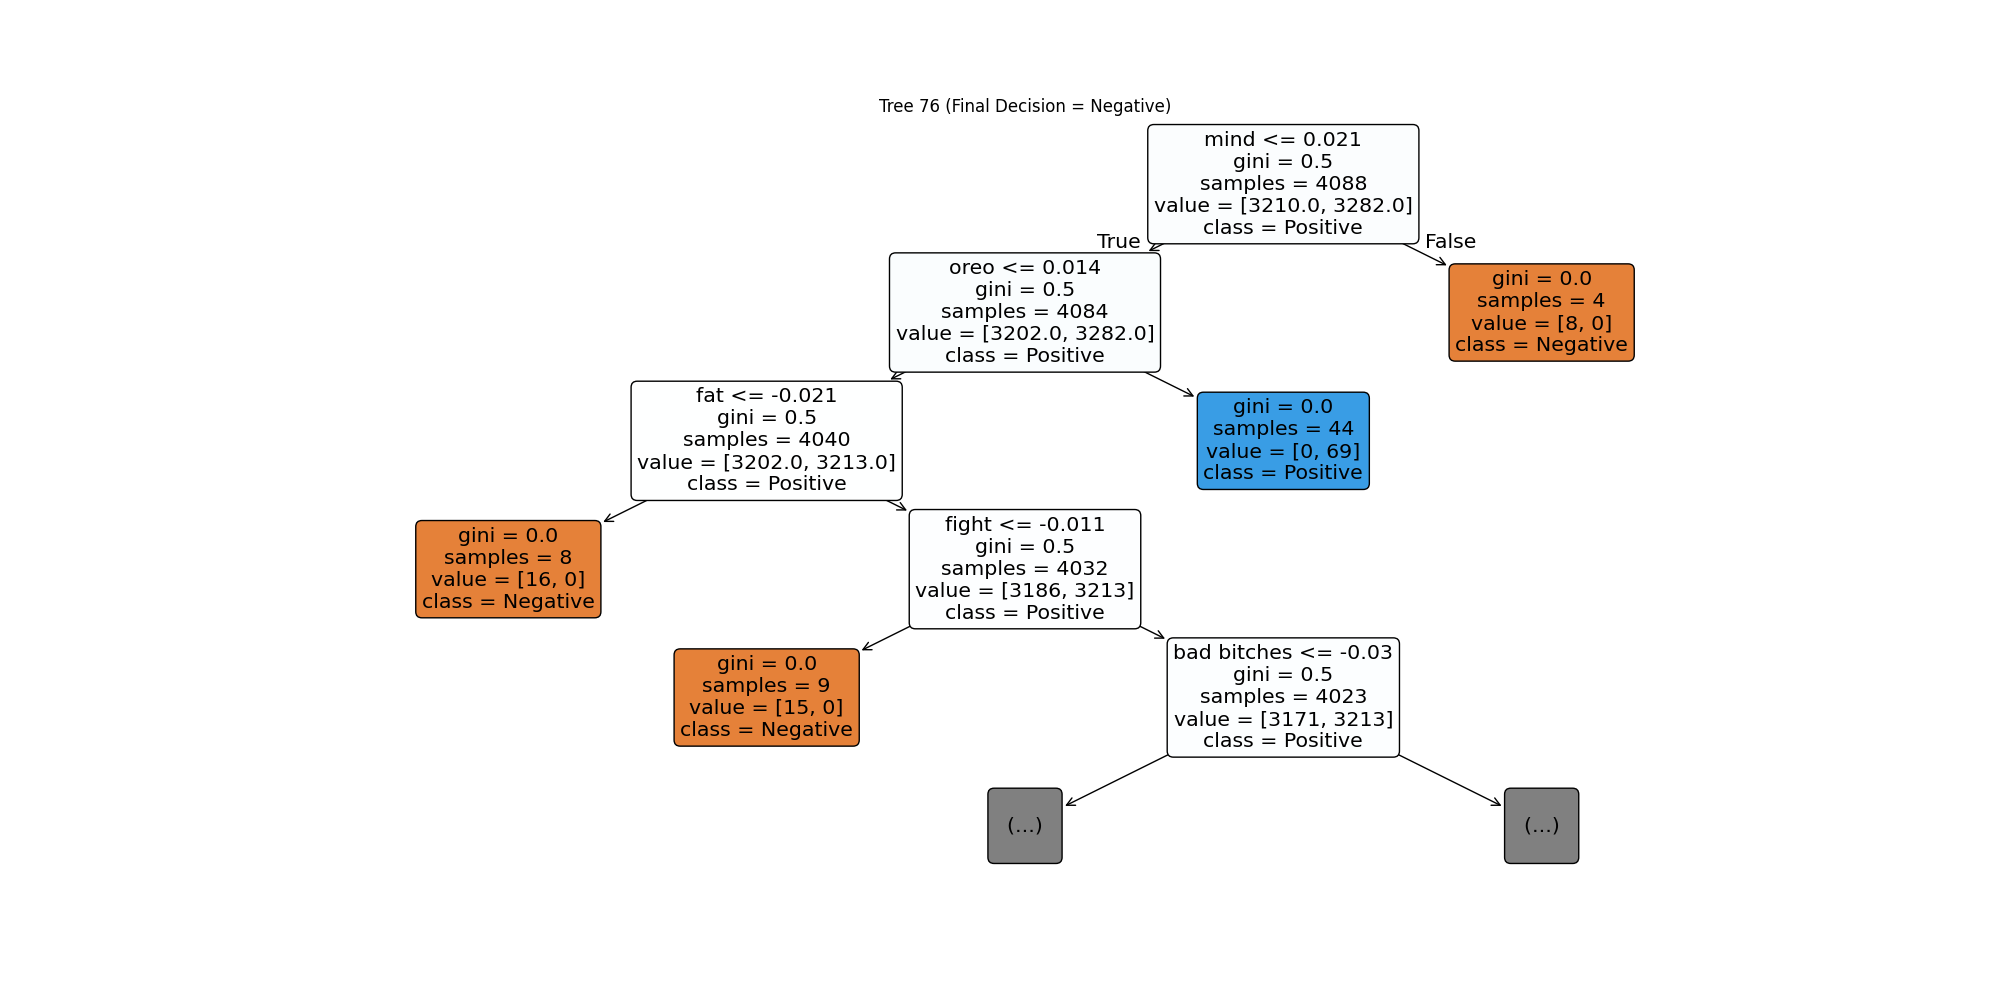 Tree 76 (Final Decision = Negative)
mind <= 0.021
gini = 0.5
samples = 4088
value = [3210.0, 3282.0]
class = Positive
True
False
oreo <= 0.014
gini = 0.5
samples = 4084
value = [3202.0, 3282.0]
class = Positive
gini = 0.0
samples = 4
value = [8, 0]
class = Negative
fat <= -0.021
gini = 0.5
samples = 4040
value = [3202.0, 3213.0]
class = Positive
gini = 0.0
samples = 44
value = [0, 69]
class = Positive
gini = 0.0
samples = 8
value = [16, 0]
class = Negative
fight <= -0.011
gini = 0.5
samples = 4032
value = [3186, 3213]
class = Positive
gini = 0.0
samples = 9
value = [15, 0]
class = Negative
bad bitches <= -0.03
gini = 0.5
samples = 4023
value = [3171, 3213]
class = Positive
(...)
(...)